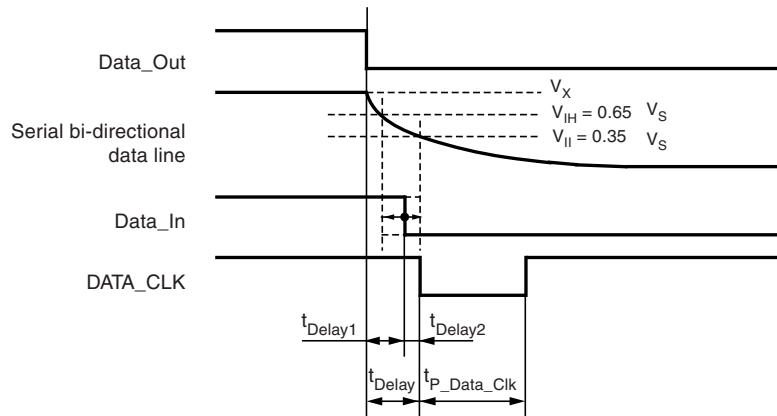 Data_Out
V_X
V_IH = 0.65 V_S
V_Il = 0.35 V_S
Serial bi-directional
data line
Data_In
DATA_CLK
t_Delay1
t_Delay2
t_Delay
t_P_Data_Clk